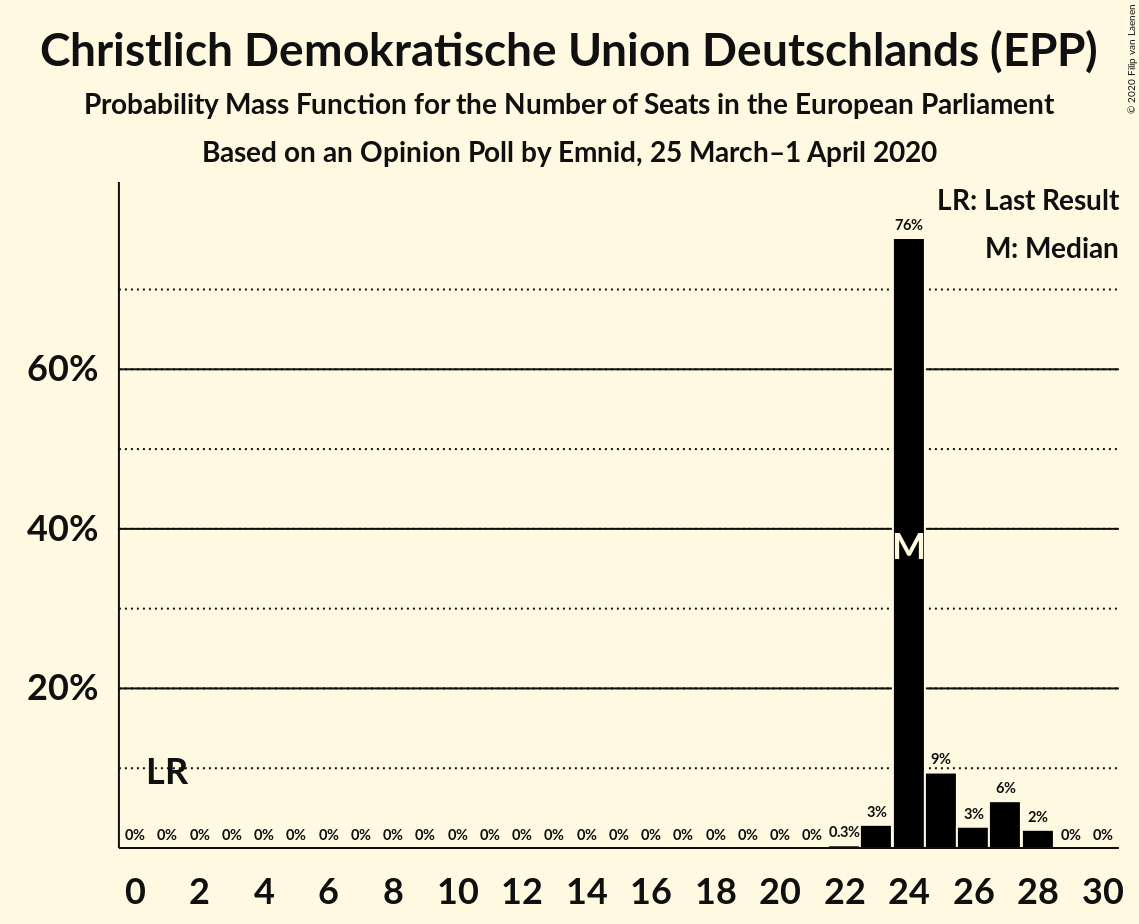 Christlich Demokratische Union Deutschlands (EPP)
Probability Mass Function for the Number of Seats in the European Parliament
Based on an Opinion Poll by Emnid, 25 March–1 April 2020
© 2020 Filip van Laenen
LR: Last Result
M: Median
76%
60%
40%
M
20%
LR
9%
6%
3% 3% 2%
0% 0% 0% 0% 0% 0% 0% 0% 0% 0% 0% 0% 0% 0% 0% 0% 0% 0% 0% 0% 0% 0% 0.3% 0% 0%
0 2 4 6 8 10 12 14 16 18 20 22 24 26 28 30